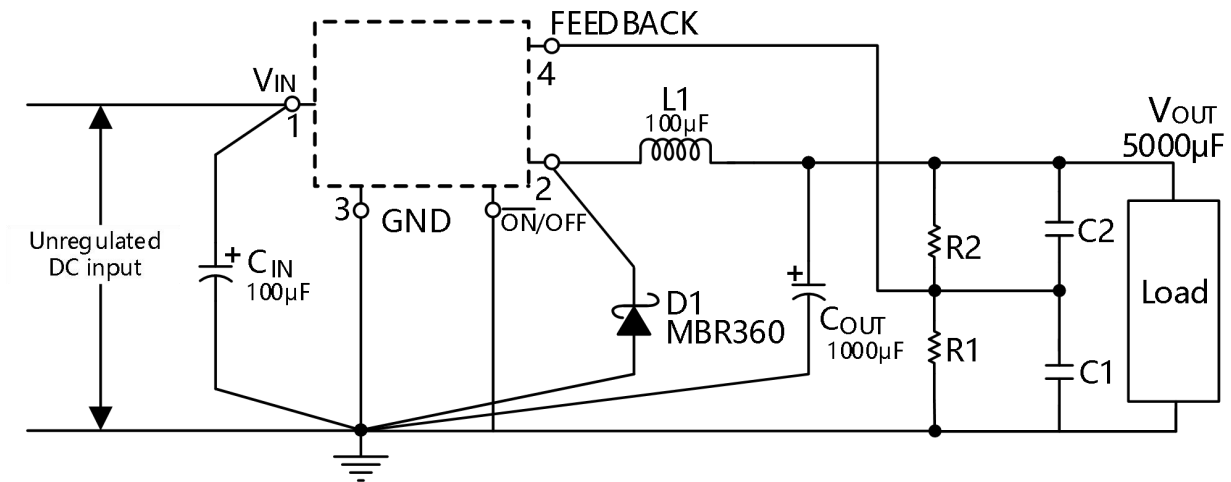 FEEDBACK
4
VIN
1
L1
100µF
VOUT
5000µF
2
3
GND
ON/OFF
Unregulated
DC input
+
CIN
100µF
D1
MBR360
+
COUT
1000µF
R2
C2
Load
R1
C1